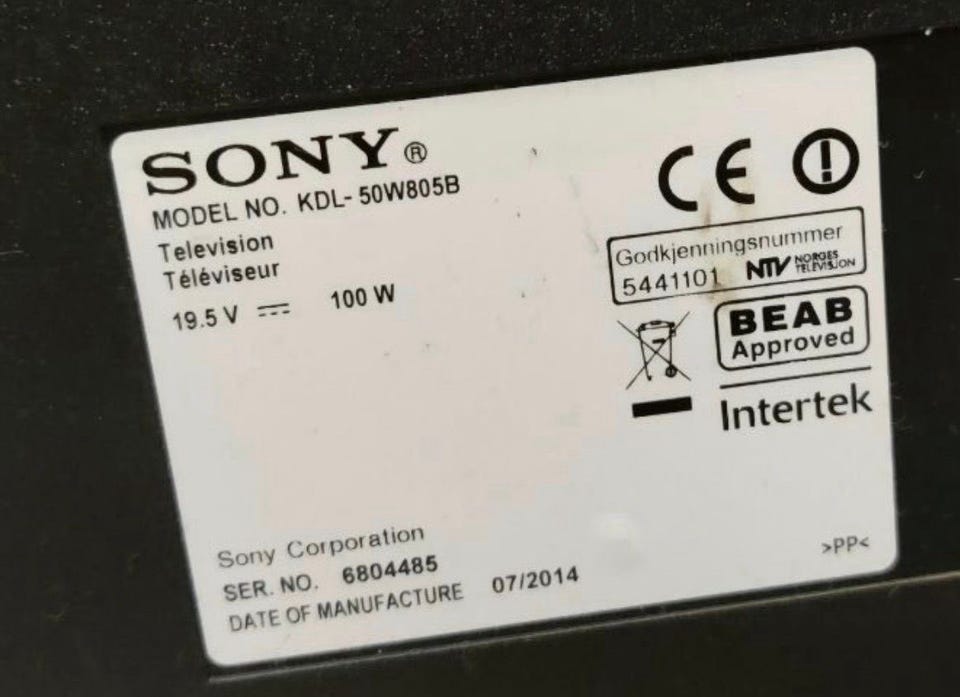 SONY®
MODEL NO. KDL- 50W805B
Television
Téléviseur
19.5 V ⎓ 100 W
CE
Godkjenningsnummer
5441101 NTV NORGES TELEVISJON
BEAB
Approved
Intertek
Sony Corporation
SER. NO. 6804485
DATE OF MANUFACTURE 07/2014
>PP<